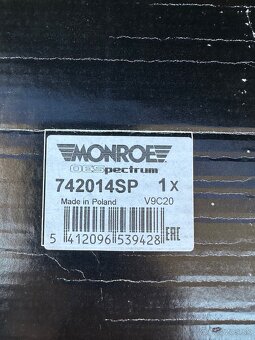 MONROE
OESpectrum
742014SP 1x
Made in Poland V9C20
5 412096 539428 EAC